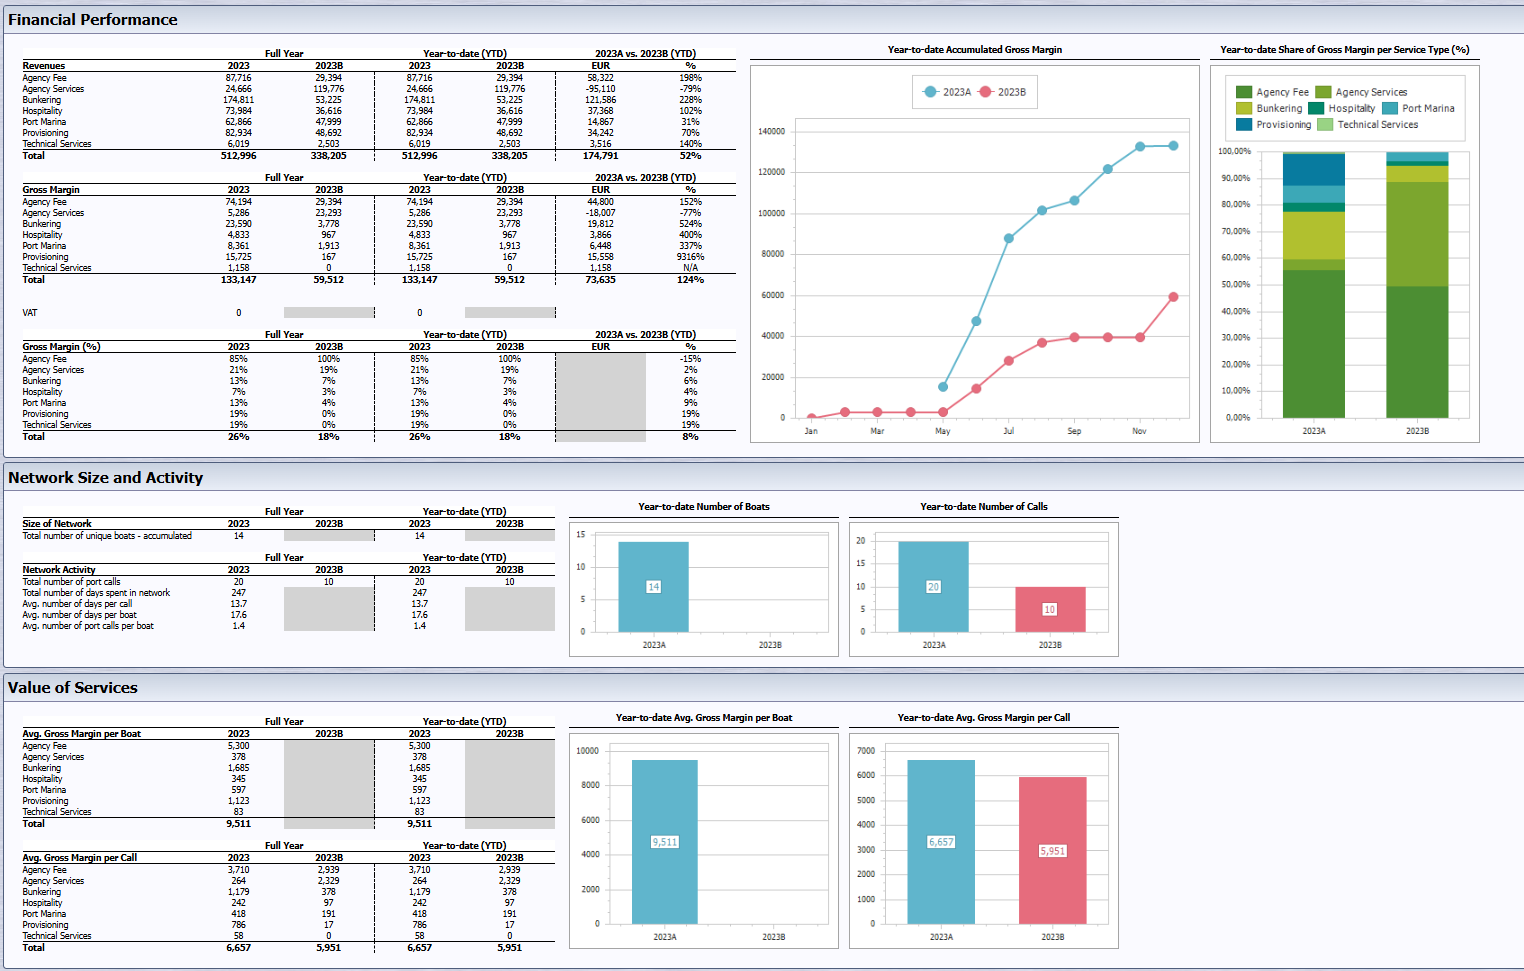 Financial Performance
Full Year Year-to-date (YTD) 2023A vs. 2023B (YTD)
Revenues 2023 2023B 2023 2023B EUR %
Agency Fee 87,716 29,394 87,716 29,394 58,322 198%
Agency Services 24,666 119,776 24,666 119,776 -95,110 -79%
Bunkering 174,811 53,225 174,811 53,225 121,586 228%
Hospitality 73,984 36,616 73,984 36,616 37,368 102%
Port Marina 62,866 47,999 62,866 47,999 14,867 31%
Provisioning 82,934 48,692 82,934 48,692 34,242 70%
Technical Services 6,019 2,503 6,019 2,503 3,516 140%
Total 512,996 338,205 512,996 338,205 174,791 52%
Full Year Year-to-date (YTD) 2023A vs. 2023B (YTD)
Gross Margin 2023 2023B 2023 2023B EUR %
Agency Fee 74,194 29,394 74,194 29,394 44,800 152%
Agency Services 5,286 23,293 5,286 23,293 -18,007 -77%
Bunkering 23,590 3,778 23,590 3,778 19,812 524%
Hospitality 4,833 967 4,833 967 3,866 400%
Port Marina 8,361 1,913 8,361 1,913 6,448 337%
Provisioning 15,725 167 15,725 167 15,558 9316%
Technical Services 1,158 0 1,158 0 1,158 N/A
Total 133,147 59,512 133,147 59,512 73,635 124%
VAT 0 0
Full Year Year-to-date (YTD) 2023A vs. 2023B (YTD)
Gross Margin (%) 2023 2023B 2023 2023B EUR %
Agency Fee 85% 100% 85% 100% -15%
Agency Services 21% 19% 21% 19% 2%
Bunkering 13% 7% 13% 7% 6%
Hospitality 7% 3% 7% 3% 4%
Port Marina 13% 4% 13% 4% 9%
Provisioning 19% 0% 19% 0% 19%
Technical Services 19% 0% 19% 0% 19%
Total 26% 18% 26% 18% 8%
Year-to-date Accumulated Gross Margin
2023A 2023B
140000
120000
100000
80000
60000
40000
20000
0
Jan Mar May Jul Sep Nov
Year-to-date Share of Gross Margin per Service Type (%)
Agency Fee Agency Services
Bunkering Hospitality Port Marina
Provisioning Technical Services
100,00%
90,00%
80,00%
70,00%
60,00%
50,00%
40,00%
30,00%
20,00%
10,00%
0,00%
2023A 2023B
Network Size and Activity
Full Year Year-to-date (YTD)
Size of Network 2023 2023B 2023 2023B
Total number of unique boats - accumulated 14 14
Full Year Year-to-date (YTD)
Network Activity 2023 2023B 2023 2023B
Total number of port calls 20 10 20 10
Total number of days spent in network 247 247
Avg. number of days per call 13.7 13.7
Avg. number of days per boat 17.6 17.6
Avg. number of port calls per boat 1.4 1.4
Year-to-date Number of Boats
15
10
5
0
14
2023A 2023B
Year-to-date Number of Calls
20
15
10
5
0
20
10
2023A 2023B
Value of Services
Full Year Year-to-date (YTD)
Avg. Gross Margin per Boat 2023 2023B 2023 2023B
Agency Fee 5,300 5,300
Agency Services 378 378
Bunkering 1,685 1,685
Hospitality 345 345
Port Marina 597 597
Provisioning 1,123 1,123
Technical Services 83 83
Total 9,511 9,511
Full Year Year-to-date (YTD)
Avg. Gross Margin per Call 2023 2023B 2023 2023B
Agency Fee 3,710 2,939 3,710 2,939
Agency Services 264 2,329 264 2,329
Bunkering 1,179 378 1,179 378
Hospitality 242 97 242 97
Port Marina 418 191 418 191
Provisioning 786 17 786 17
Technical Services 58 0 58 0
Total 6,657 5,951 6,657 5,951
Year-to-date Avg. Gross Margin per Boat
10000
8000
6000
4000
2000
0
9,511
2023A 2023B
Year-to-date Avg. Gross Margin per Call
7000
6000
5000
4000
3000
2000
1000
0
6,657
5,951
2023A 2023B